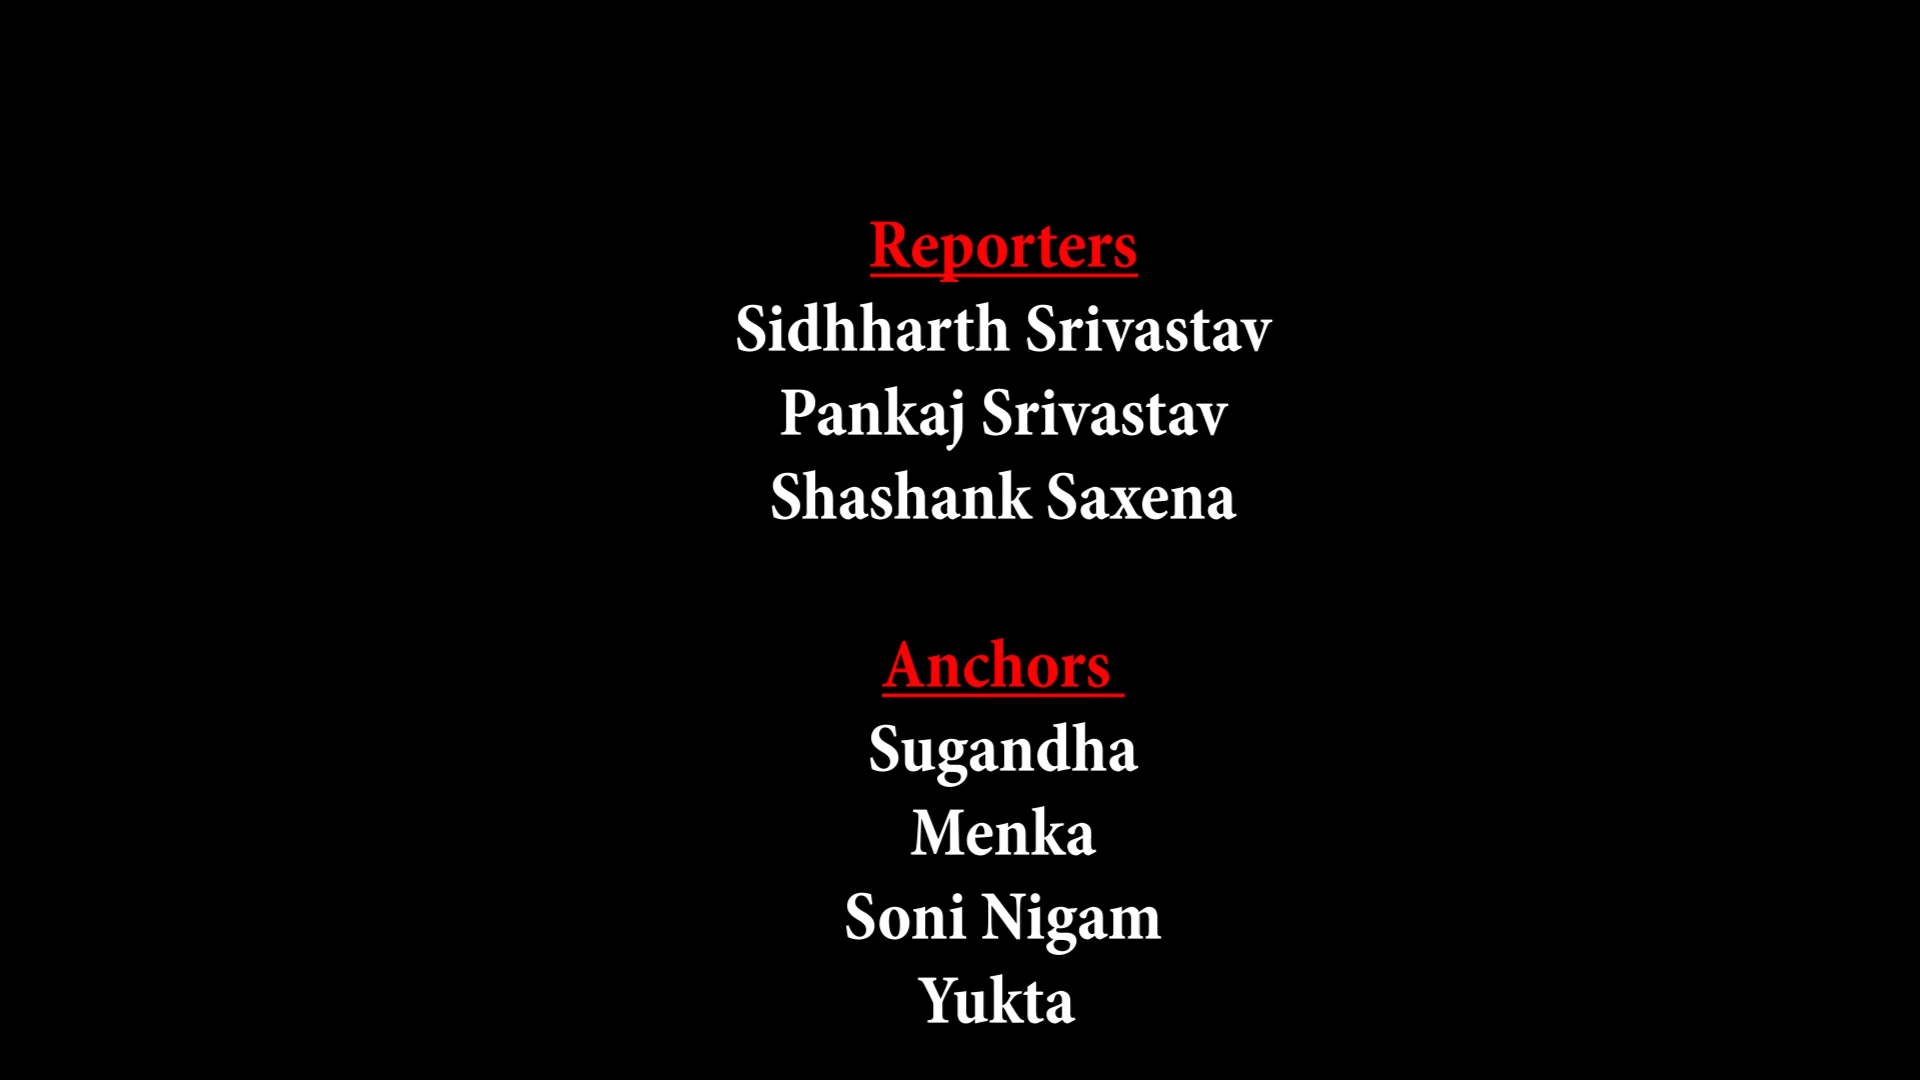 Reporters
Sidhharth Srivastav
Pankaj Srivastav
Shashank Saxena
Anchors
Sugandha
Menka
Soni Nigam
Yukta